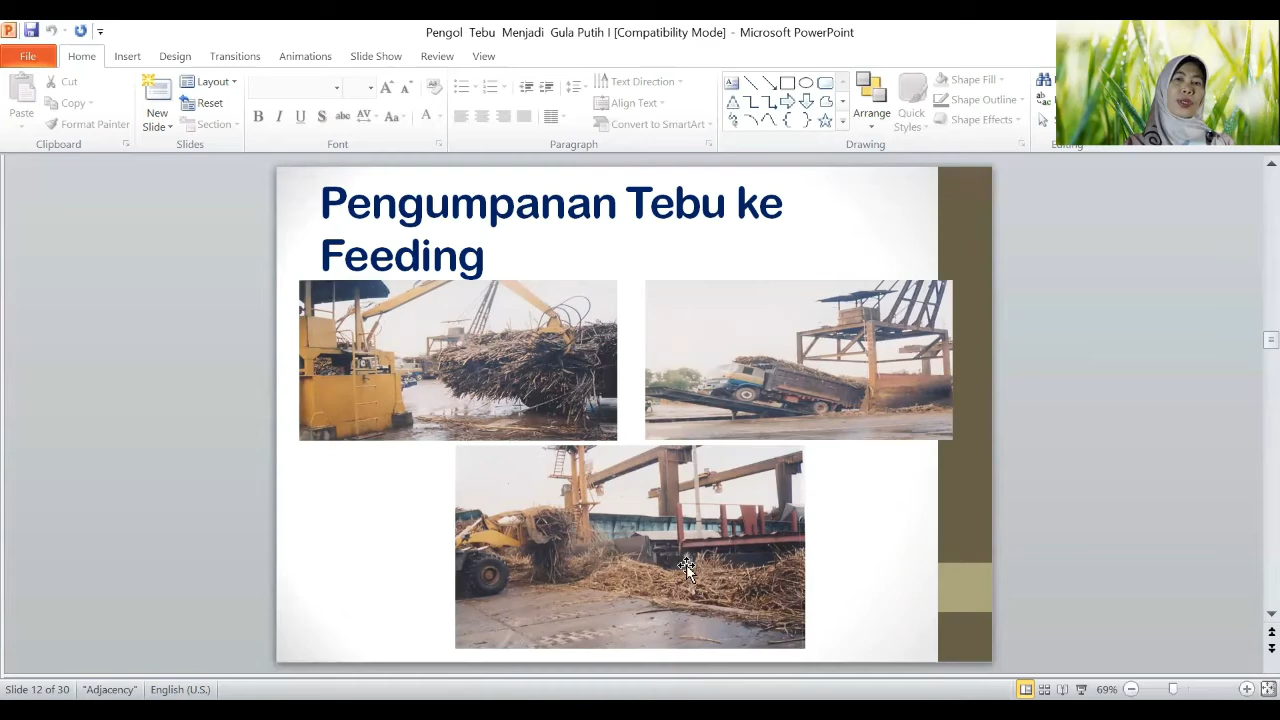 Pengol Tebu Menjadi Gula Putih I [Compatibility Mode] - Microsoft PowerPoint
File Home Insert Design Transitions Animations Slide Show Review View
Paste
Cut
Copy
Format Painter
Clipboard
New
Slide
Layout
Reset
Section
Slides
B I U S abc AV Aa A
Font
Text Direction
Align Text
Convert to SmartArt
Paragraph
Arrange
Quick
Styles
Shape Fill
Shape Outline
Shape Effects
Drawing
Pengumpanan Tebu ke
Feeding
Slide 12 of 30 "Adjacency" English (U.S.) 69%